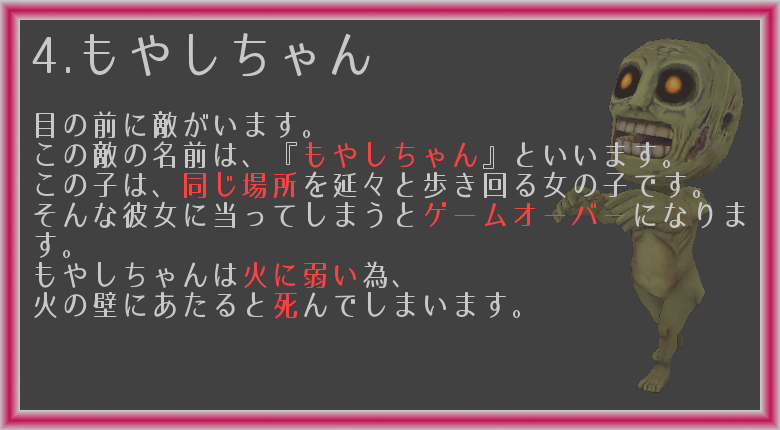 4.もやしちゃん
目の前に敵がいます。
この敵の名前は、『もやしちゃん』といいます。
この子は、同じ場所を延々と歩き回る女の子です。
そんな彼女に当ってしまうとゲームオーバーになりま
す。
もやしちゃんは火に弱い為、
火の壁にあたると死んでしまいます。